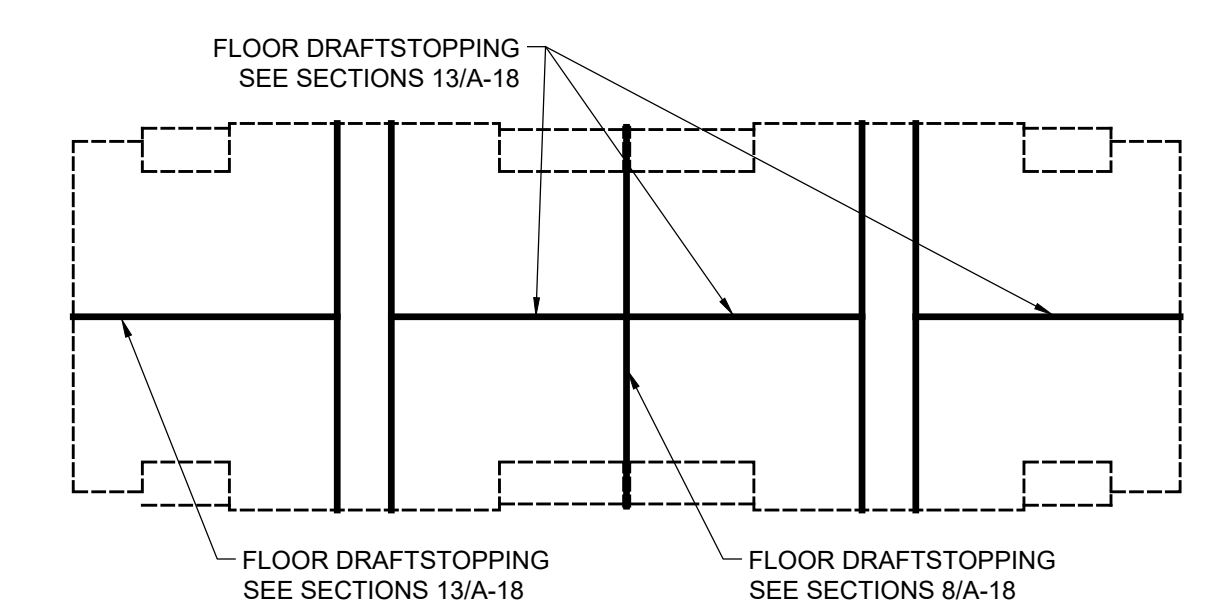 FLOOR DRAFTSTOPPING
SEE SECTIONS 13/A-18
FLOOR DRAFTSTOPPING
SEE SECTIONS 13/A-18
FLOOR DRAFTSTOPPING
SEE SECTIONS 8/A-18